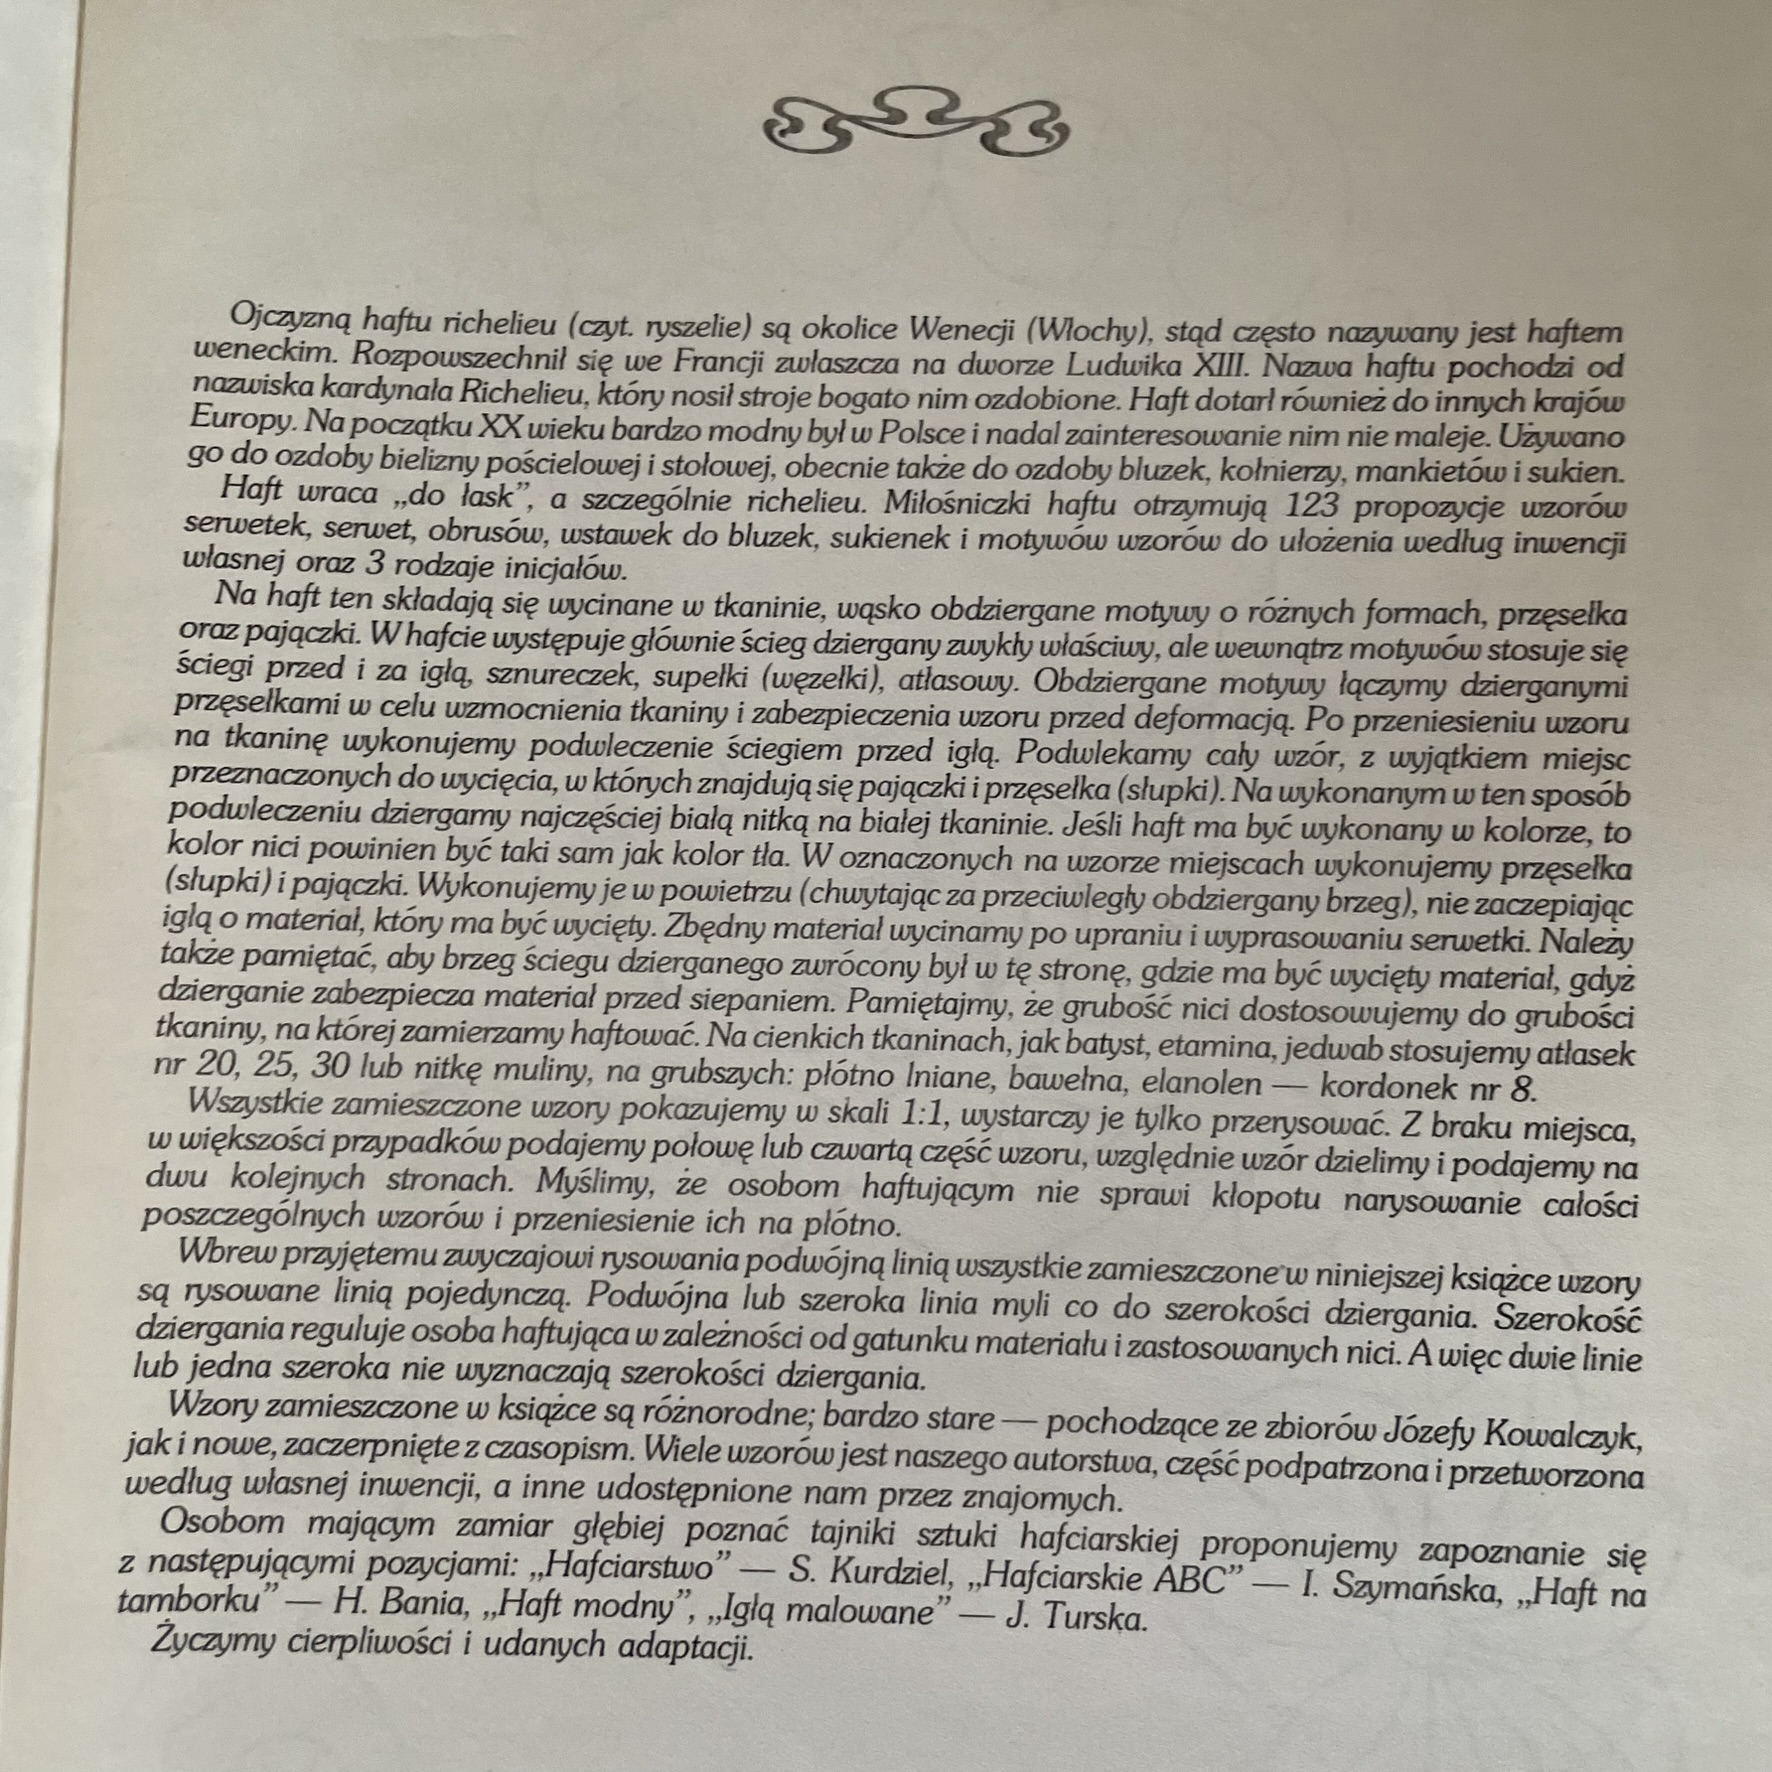 Ojczyzną haftu richelieu (czyt. ryszelie) są okolice Wenecji (Włochy), stąd często nazywany jest haftem
weneckim. Rozpowszechnił się we Francji zwłaszcza na dworze Ludwika XIII. Nazwa haftu pochodzi od
nazwiska kardynała Richelieu, który nosił stroje bogato nim ozdobione. Haft dotarł również do innych krajów
Europy. Na początku XX wieku bardzo modny był w Polsce i nadal zainteresowanie nim nie maleje. Używano
go do ozdoby bielizny pościelowej i stołowej, obecnie także do ozdoby bluzek, kołnierzy, mankietów i sukien.
Haft wraca „do łask”, a szczególnie richelieu. Miłośniczki haftu otrzymują 123 propozycje wzorów
serwetek, serwet, obrusów, wstawek do bluzek, sukienek i motywów wzorów do ułożenia według inwencji
własnej oraz 3 rodzaje inicjałów.
Na haft ten składają się wycinane w tkaninie, wąsko obdziergane motywy o różnych formach, przęsełka
oraz pajączki. W hafcie występuje głównie ścieg dziergany zwykły właściwy, ale wewnątrz motywów stosuje się
ściegi przed i za igłą, sznureczek, supełki (węzełki), atłasowy. Obdziergane motywy łączymy dzierganymi
przęsełkami w celu wzmocnienia tkaniny i zabezpieczenia wzoru przed deformacją. Po przeniesieniu wzoru
na tkaninę wykonujemy podwleczenie ściegiem przed igłą. Podwlekamy cały wzór, z wyjątkiem miejsc
przeznaczonych do wycięcia, w których znajdują się pajączki i przęsełka (słupki). Na wykonanym w ten sposób
podwleczeniu dziergamy najczęściej białą nitką na białej tkaninie. Jeśli haft ma być wykonany w kolorze, to
kolor nici powinien być taki sam jak kolor tła. W oznaczonych na wzorze miejscach wykonujemy przęsełka
(słupki) i pajączki. Wykonujemy je w powietrzu (chwytając za przeciwległy obdziergany brzeg), nie zaczepiając
igłą o materiał, który ma być wycięty. Zbędny materiał wycinamy po upraniu i wyprasowaniu serwetki. Należy
także pamiętać, aby brzeg ściegu dzierganego zwrócony był w tę stronę, gdzie ma być wycięty materiał, gdyż
dzierganie zabezpiecza materiał przed siepaniem. Pamiętajmy, że grubość nici dostosowujemy do grubości
tkaniny, na której zamierzamy haftować. Na cienkich tkaninach, jak batyst, etamina, jedwab stosujemy atłasek
nr 20, 25, 30 lub nitkę muliny, na grubszych: płótno lniane, bawełna, elanolen — kordonek nr 8.
Wszystkie zamieszczone wzory pokazujemy w skali 1:1, wystarczy je tylko przerysować. Z braku miejsca,
w większości przypadków podajemy połowę lub czwartą część wzoru, względnie wzór dzielimy i podajemy na
dwu kolejnych stronach. Myślimy, że osobom haftującym nie sprawi kłopotu narysowanie całości
poszczególnych wzorów i przeniesienie ich na płótno.
Wbrew przyjętemu zwyczajowi rysowania podwójną linią wszystkie zamieszczone w niniejszej książce wzory
są rysowane linią pojedynczą. Podwójna lub szeroka linia myli co do szerokości dziergania. Szerokość
dziergania reguluje osoba haftująca w zależności od gatunku materiału i zastosowanych nici. A więc dwie linie
lub jedna szeroka nie wyznaczają szerokości dziergania.
Wzory zamieszczone w książce są różnorodne; bardzo stare — pochodzące ze zbiorów Józefy Kowalczyk,
jak i nowe, zaczerpnięte z czasopism. Wiele wzorów jest naszego autorstwa, część podpatrzona i przetworzona
według własnej inwencji, a inne udostępnione nam przez znajomych.
Osobom mającym zamiar głębiej poznać tajniki sztuki hafciarskiej proponujemy zapoznanie się
z następującymi pozycjami: „Hafciarstwo” — S. Kurdziel, „Hafciarskie ABC” — I. Szymańska, „Haft na
tamborku” — H. Bania, „Haft modny”, „Igłą malowane” — J. Turska.
Życzymy cierpliwości i udanych adaptacji.